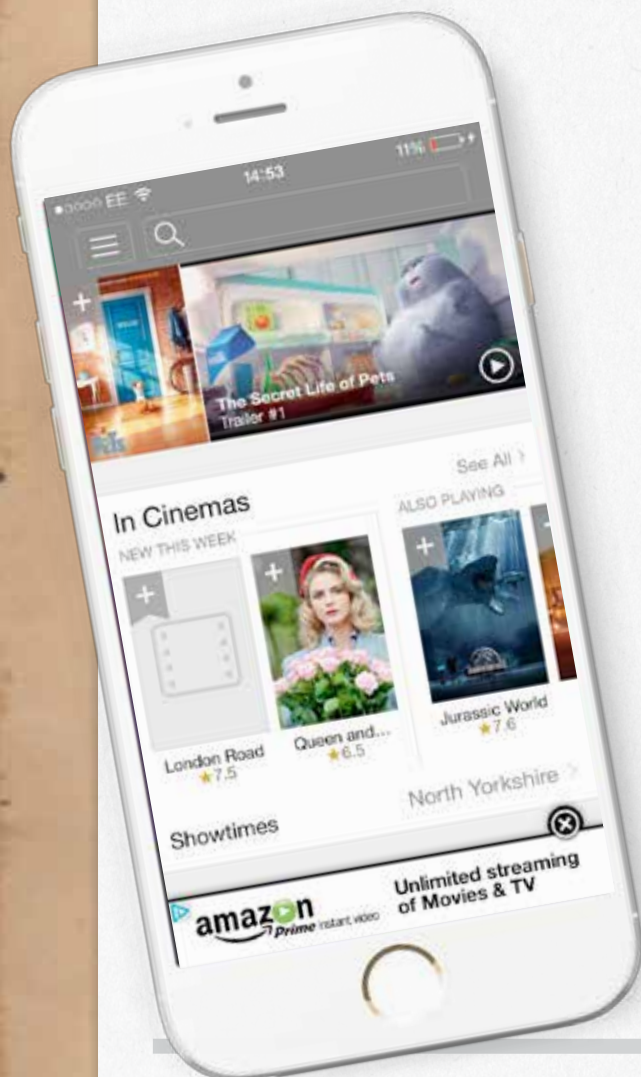 EE 14:53 11%
The Secret Life of Pets
Trailer #1
In Cinemas
See All
NEW THIS WEEK
ALSO PLAYING
London Road
7.5
Queen and...
6.5
Jurassic World
7.6
Showtimes
North Yorkshire
amazon
Prime instant video
Unlimited streaming
of Movies & TV